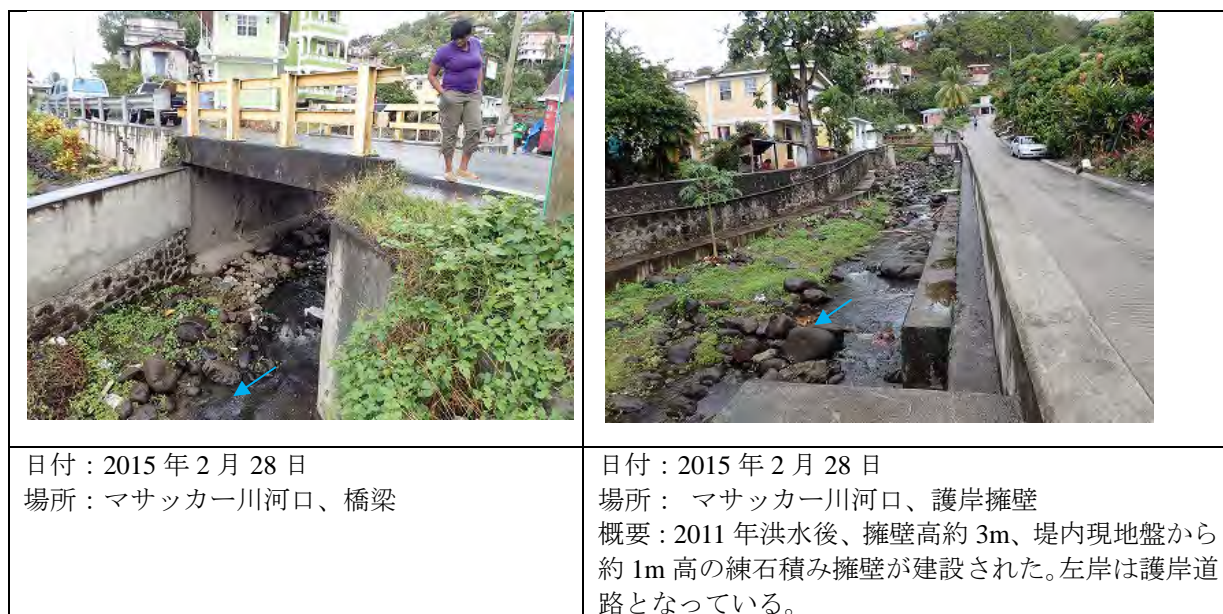 日付：2015 年 2 月 28 日
場所：マサッカー川河口、橋梁
日付：2015 年 2 月 28 日
場所： マサッカー川河口、護岸擁壁
概要：2011 年洪水後、擁壁高約 3m、堤内現地盤から
約 1m 高の練石積み擁壁が建設された。左岸は護岸道
路となっている。